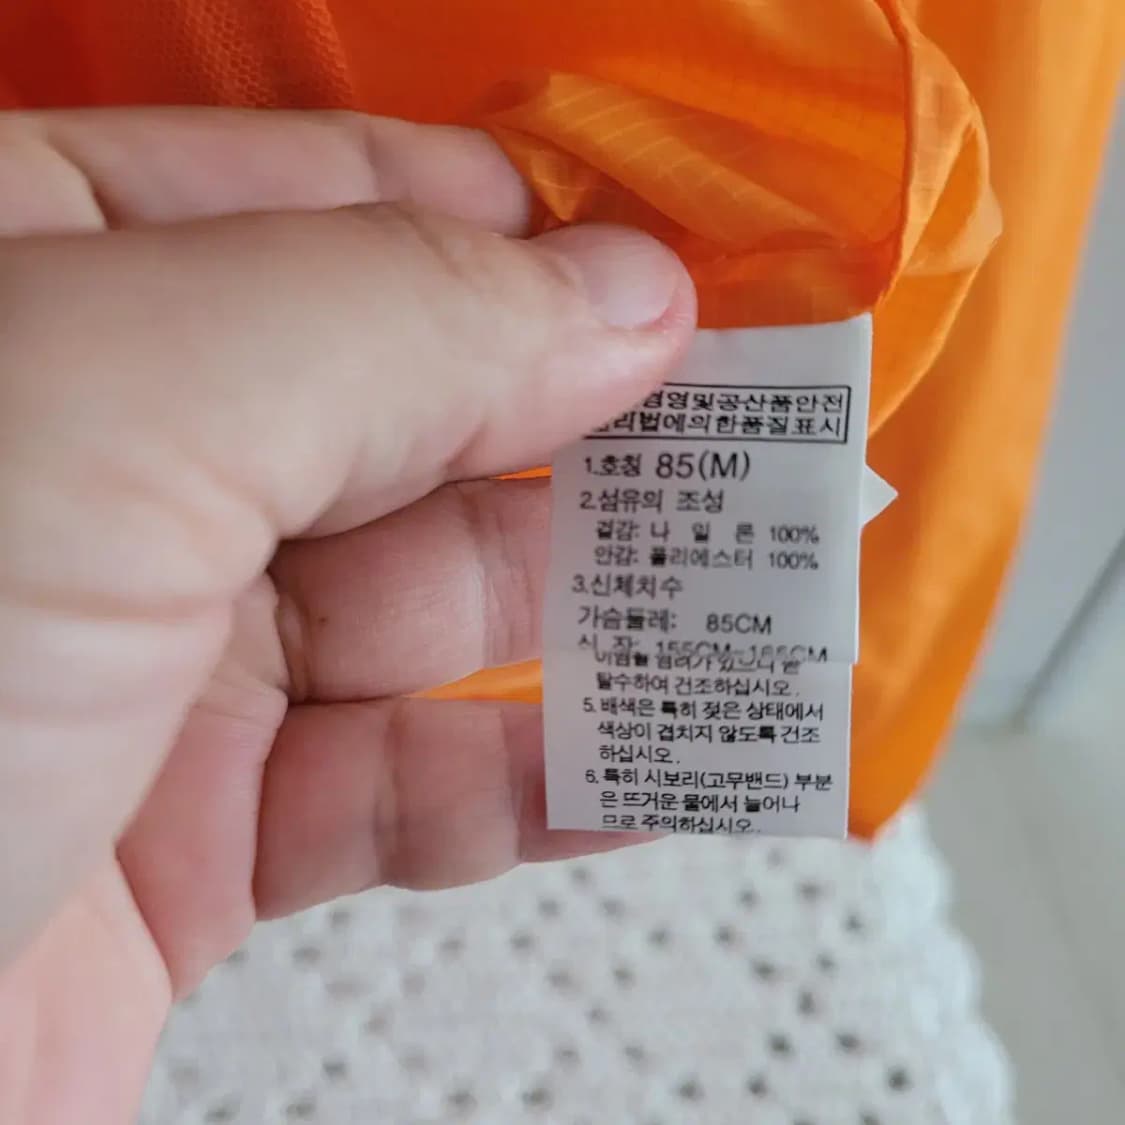 경영및공산품안전
리법에의한품질표시
1.호칭 85(M)
2.섬유의 조성
겉감: 나 일 론 100%
안감: 폴리에스터 100%
3.신체치수
가슴둘레: 85CM
신 장: 155CM-165CM
탈수하여 건조하십시오.
5. 배색은 특히 젖은 상태에서
색상이 겹치지 않도록 건조
하십시오.
6. 특히 시보리(고무밴드) 부분
은 뜨거운 물에서 늘어나
므로 주의하십시오.